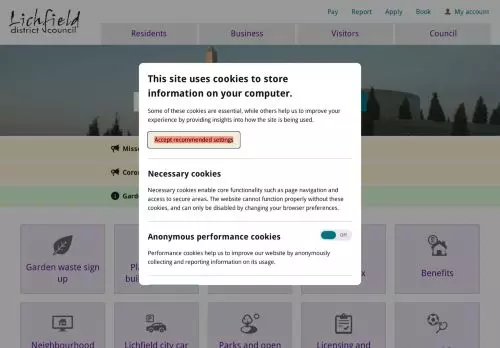 Lichfield
district council
Pay Report Apply Book My account
Residents Business Visitors Council
This site uses cookies to store
information on your computer.
Some of these cookies are essential, while others help us to improve your
experience by providing insights into how the site is being used.
Accept recommended settings
Necessary cookies
Necessary cookies enable core functionality such as page navigation and
access to secure areas. The website cannot function properly without these
cookies, and can only be disabled by changing your browser preferences.
Anonymous performance cookies
Off
Performance cookies help us to improve our website by anonymously
collecting and reporting information on its usage.
Garden waste sign
up
Benefits
Neighbourhood
Lichfield city car
Parks and open
Licensing and